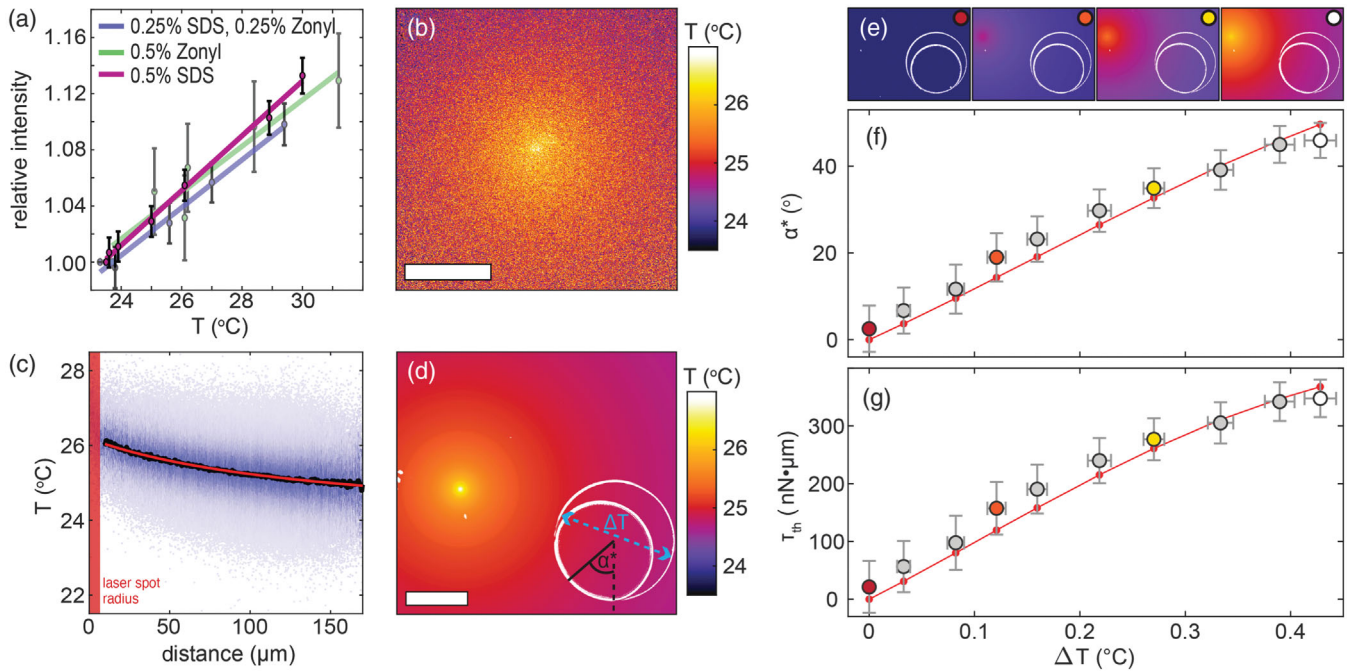 (a)
1.16
1.12
1.08
1.04
1.00
relative intensity
0.25% SDS, 0.25% Zonyl
0.5% Zonyl
0.5% SDS
24 26 28 30
T (°C)
(b)
T (°C)
26
25
24
(c)
28
26
24
22
T (°C)
laser spot
radius
0 50 100 150
distance (µm)
(d)
ΔT
α*
T (°C)
26
25
24
(e)
(f)
40
20
0
α* (°)
(g)
300
200
100
0
τth (nN•µm)
0 0.1 0.2 0.3 0.4
ΔT (°C)